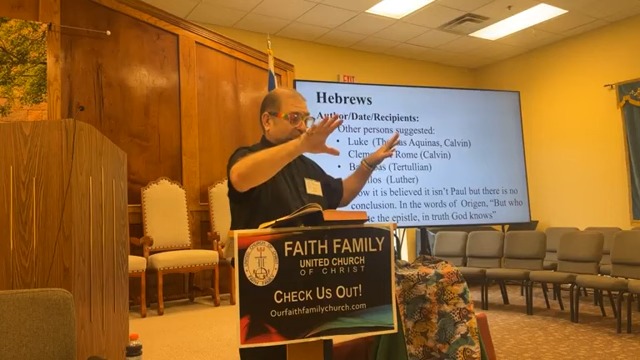 EXIT
Hebrews
Author/Date/Recipients:
Other persons suggested:
• Luke (Thomas Aquinas, Calvin)
Rome (Calvin)
(Tertullian)
(Luther)
it is believed it isn't Paul but there is no
conclusion. In the words of Origen, "But who
the epistle, in truth God knows"
FAITH FAMILY
UNITED CHURCH
OF CHRIST
CHECK US OUT!
Ourfaithfamilychurch.com